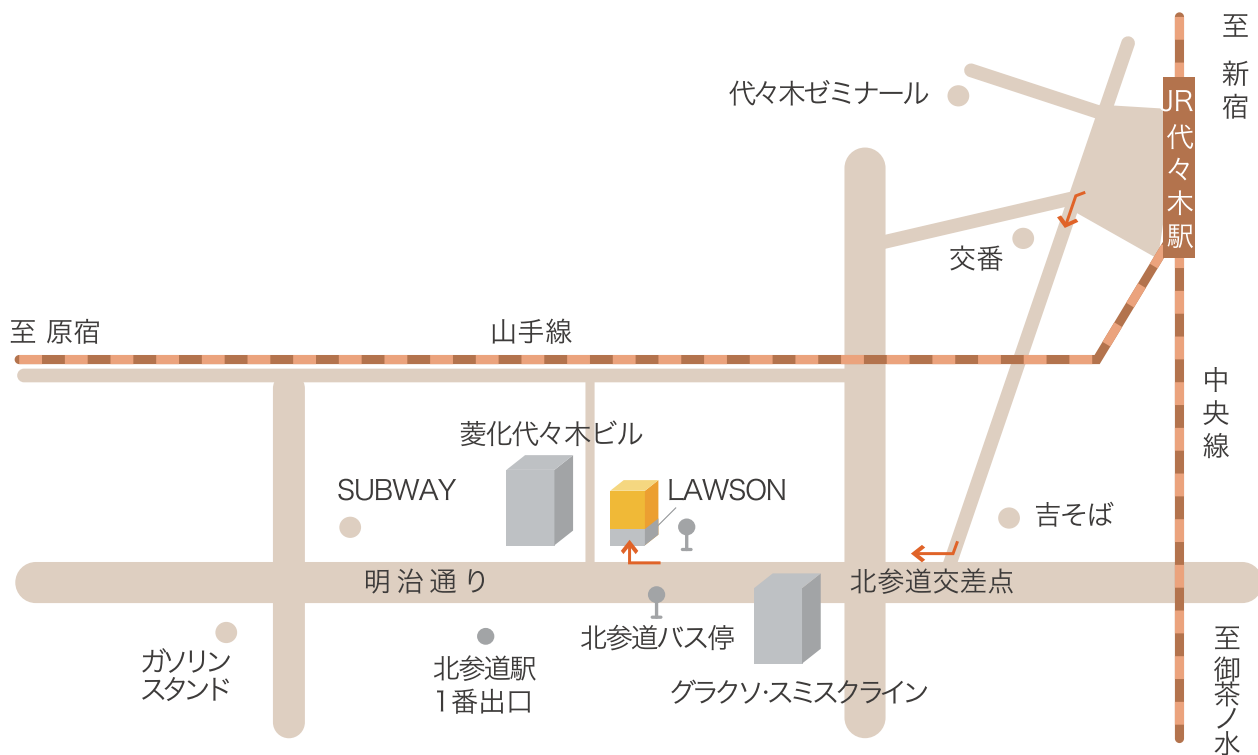 至 新宿
代々木ゼミナール
JR代々木駅
交番
至 原宿
山手線
中央線
菱化代々木ビル
SUBWAY
LAWSON
吉そば
明治通り
北参道交差点
北参道バス停
ガソリン
スタンド
北参道駅
1番出口
グラクソ・スミスクライン
至御茶ノ水